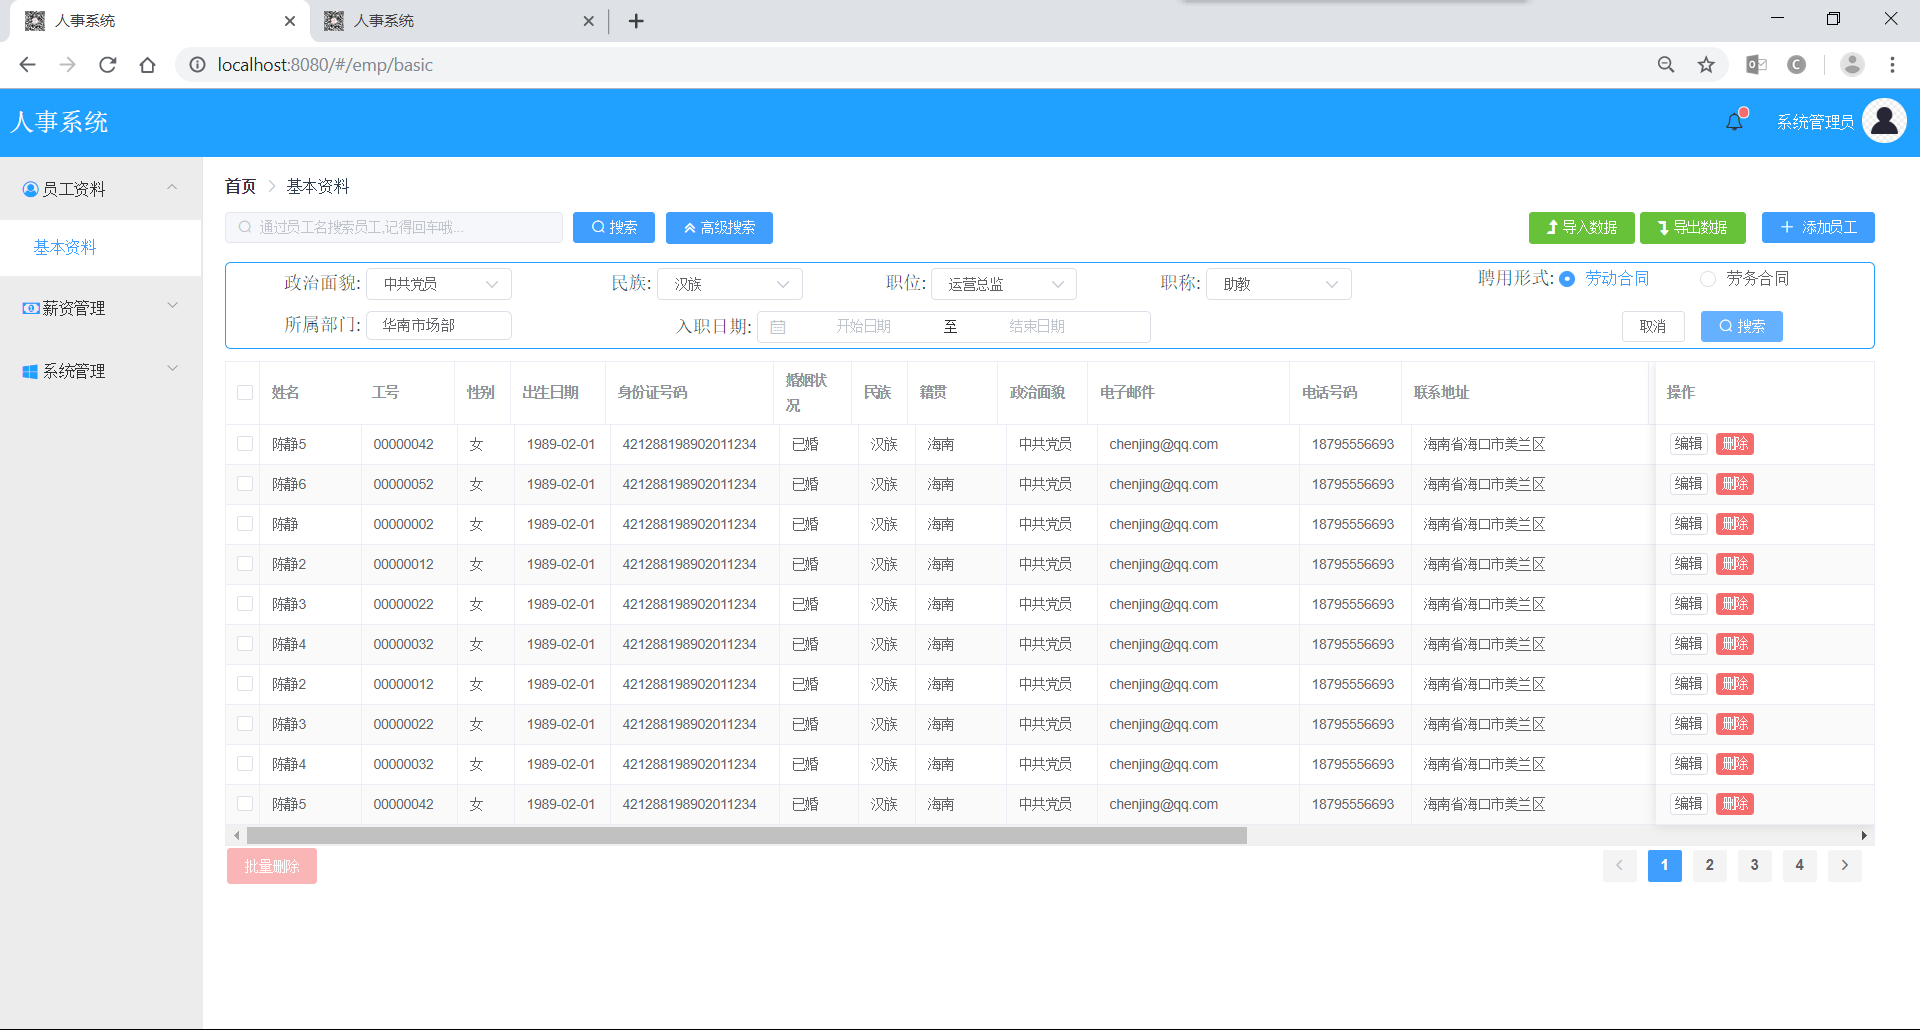 人事系统 人事系统
localhost:8080/#/emp/basic
人事系统 系统管理员
员工资料
基本资料
薪资管理
系统管理
首页 基本资料
通过员工名搜索员工,记得回车哦... 搜索 高级搜索 导入数据 导出数据 添加员工
政治面貌: 中共党员 民族: 汉族 职位: 运营总监 职称: 助教 聘用形式: 劳动合同 劳务合同
所属部门: 华南市场部 入职日期: 开始日期 至 结束日期 取消 搜索
姓名 工号 性别 出生日期 身份证号码 婚姻状况 民族 籍贯 政治面貌 电子邮件 电话号码 联系地址 操作
陈静5 00000042 女 1989-02-01 421288198902011234 已婚 汉族 海南 中共党员 chenjing@qq.com 18795556693 海南省海口市美兰区 编辑 删除
陈静6 00000052 女 1989-02-01 421288198902011234 已婚 汉族 海南 中共党员 chenjing@qq.com 18795556693 海南省海口市美兰区 编辑 删除
陈静 00000002 女 1989-02-01 421288198902011234 已婚 汉族 海南 中共党员 chenjing@qq.com 18795556693 海南省海口市美兰区 编辑 删除
陈静2 00000012 女 1989-02-01 421288198902011234 已婚 汉族 海南 中共党员 chenjing@qq.com 18795556693 海南省海口市美兰区 编辑 删除
陈静3 00000022 女 1989-02-01 421288198902011234 已婚 汉族 海南 中共党员 chenjing@qq.com 18795556693 海南省海口市美兰区 编辑 删除
陈静4 00000032 女 1989-02-01 421288198902011234 已婚 汉族 海南 中共党员 chenjing@qq.com 18795556693 海南省海口市美兰区 编辑 删除
陈静2 00000012 女 1989-02-01 421288198902011234 已婚 汉族 海南 中共党员 chenjing@qq.com 18795556693 海南省海口市美兰区 编辑 删除
陈静3 00000022 女 1989-02-01 421288198902011234 已婚 汉族 海南 中共党员 chenjing@qq.com 18795556693 海南省海口市美兰区 编辑 删除
陈静4 00000032 女 1989-02-01 421288198902011234 已婚 汉族 海南 中共党员 chenjing@qq.com 18795556693 海南省海口市美兰区 编辑 删除
陈静5 00000042 女 1989-02-01 421288198902011234 已婚 汉族 海南 中共党员 chenjing@qq.com 18795556693 海南省海口市美兰区 编辑 删除
批量删除 1 2 3 4